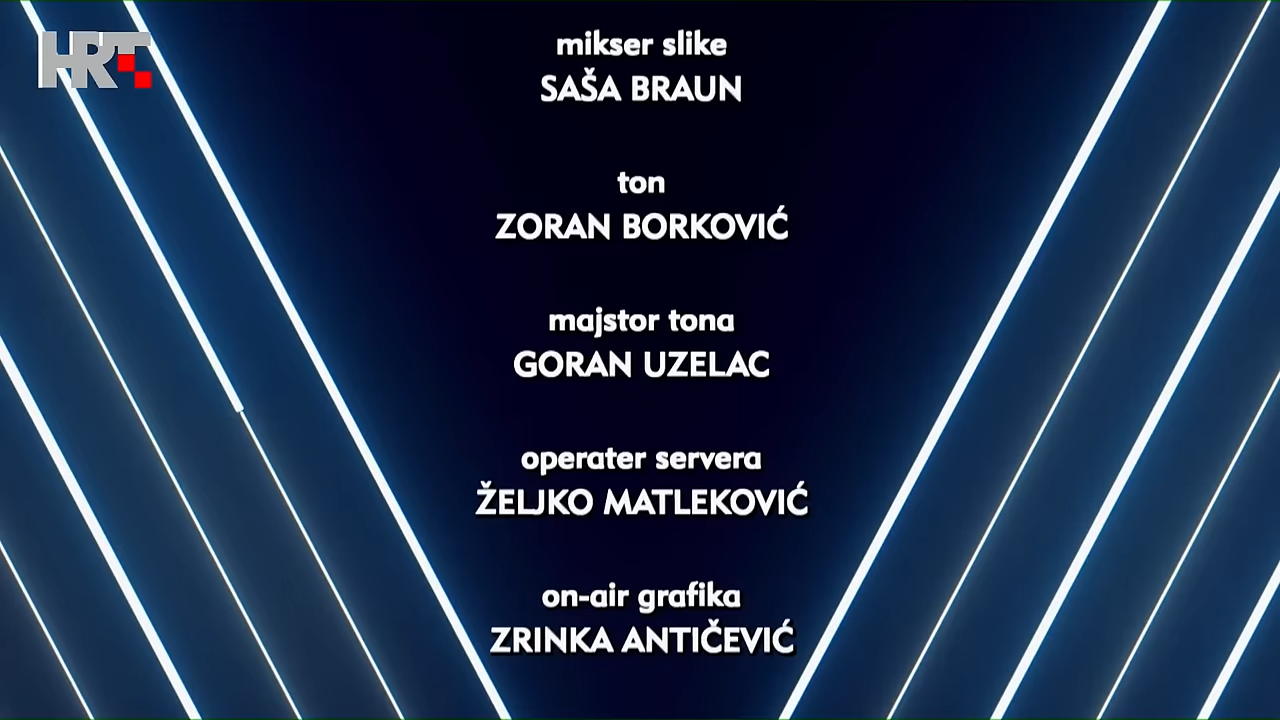 HRT
mikser slike
SAŠA BRAUN
ton
ZORAN BORKOVIĆ
majstor tona
GORAN UZELAC
operater servera
ŽELJKO MATLEKOVIĆ
on-air grafika
ZRINKA ANTIČEVIĆ